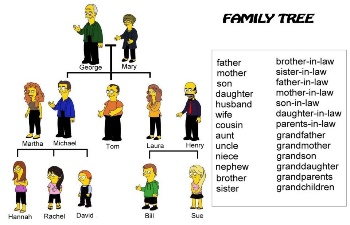 FAMILY TREE
George
Mary
Martha
Michael
Tom
Laura
Henry
Hannah
Rachel
David
Bill
Sue
father
mother
son
daughter
husband
wife
cousin
aunt
uncle
niece
nephew
brother
sister
brother-in-law
sister-in-law
father-in-law
mother-in-law
son-in-law
daughter-in-law
parents-in-law
grandfather
grandmother
grandson
granddaughter
grandparents
grandchildren